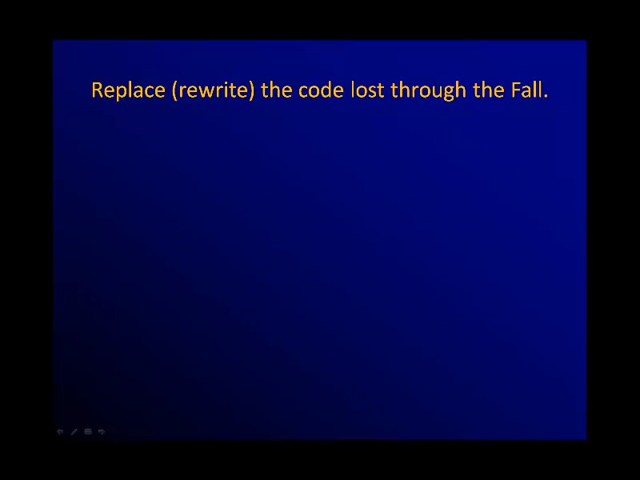 Replace (rewrite) the code lost through the Fall.